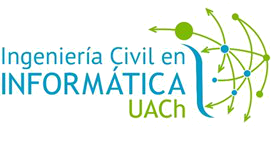 Ingeniería Civil en
INFORMÁTICA
UACh